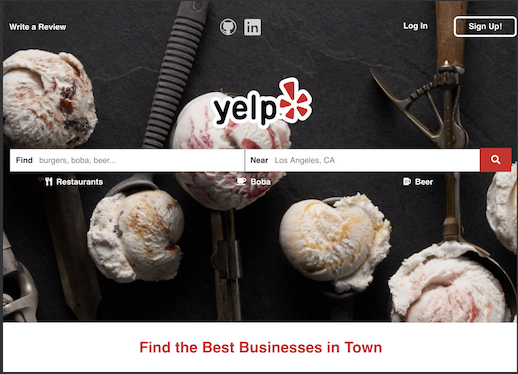 Write a Review
Log In
Sign Up!
yelp
Find burgers, boba, beer...
Near Los Angeles, CA
Restaurants
Boba
Beer
Find the Best Businesses in Town